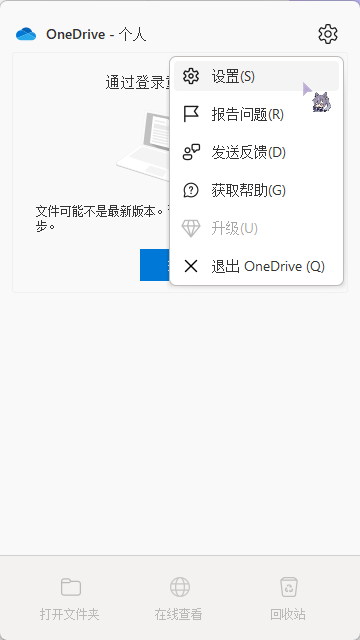 OneDrive - 个人
通过登录
设置(S)
报告问题(R)
发送反馈(D)
获取帮助(G)
升级(U)
退出 OneDrive (Q)
文件可能不是最新版本。
步。
打开文件夹
在线查看
回收站